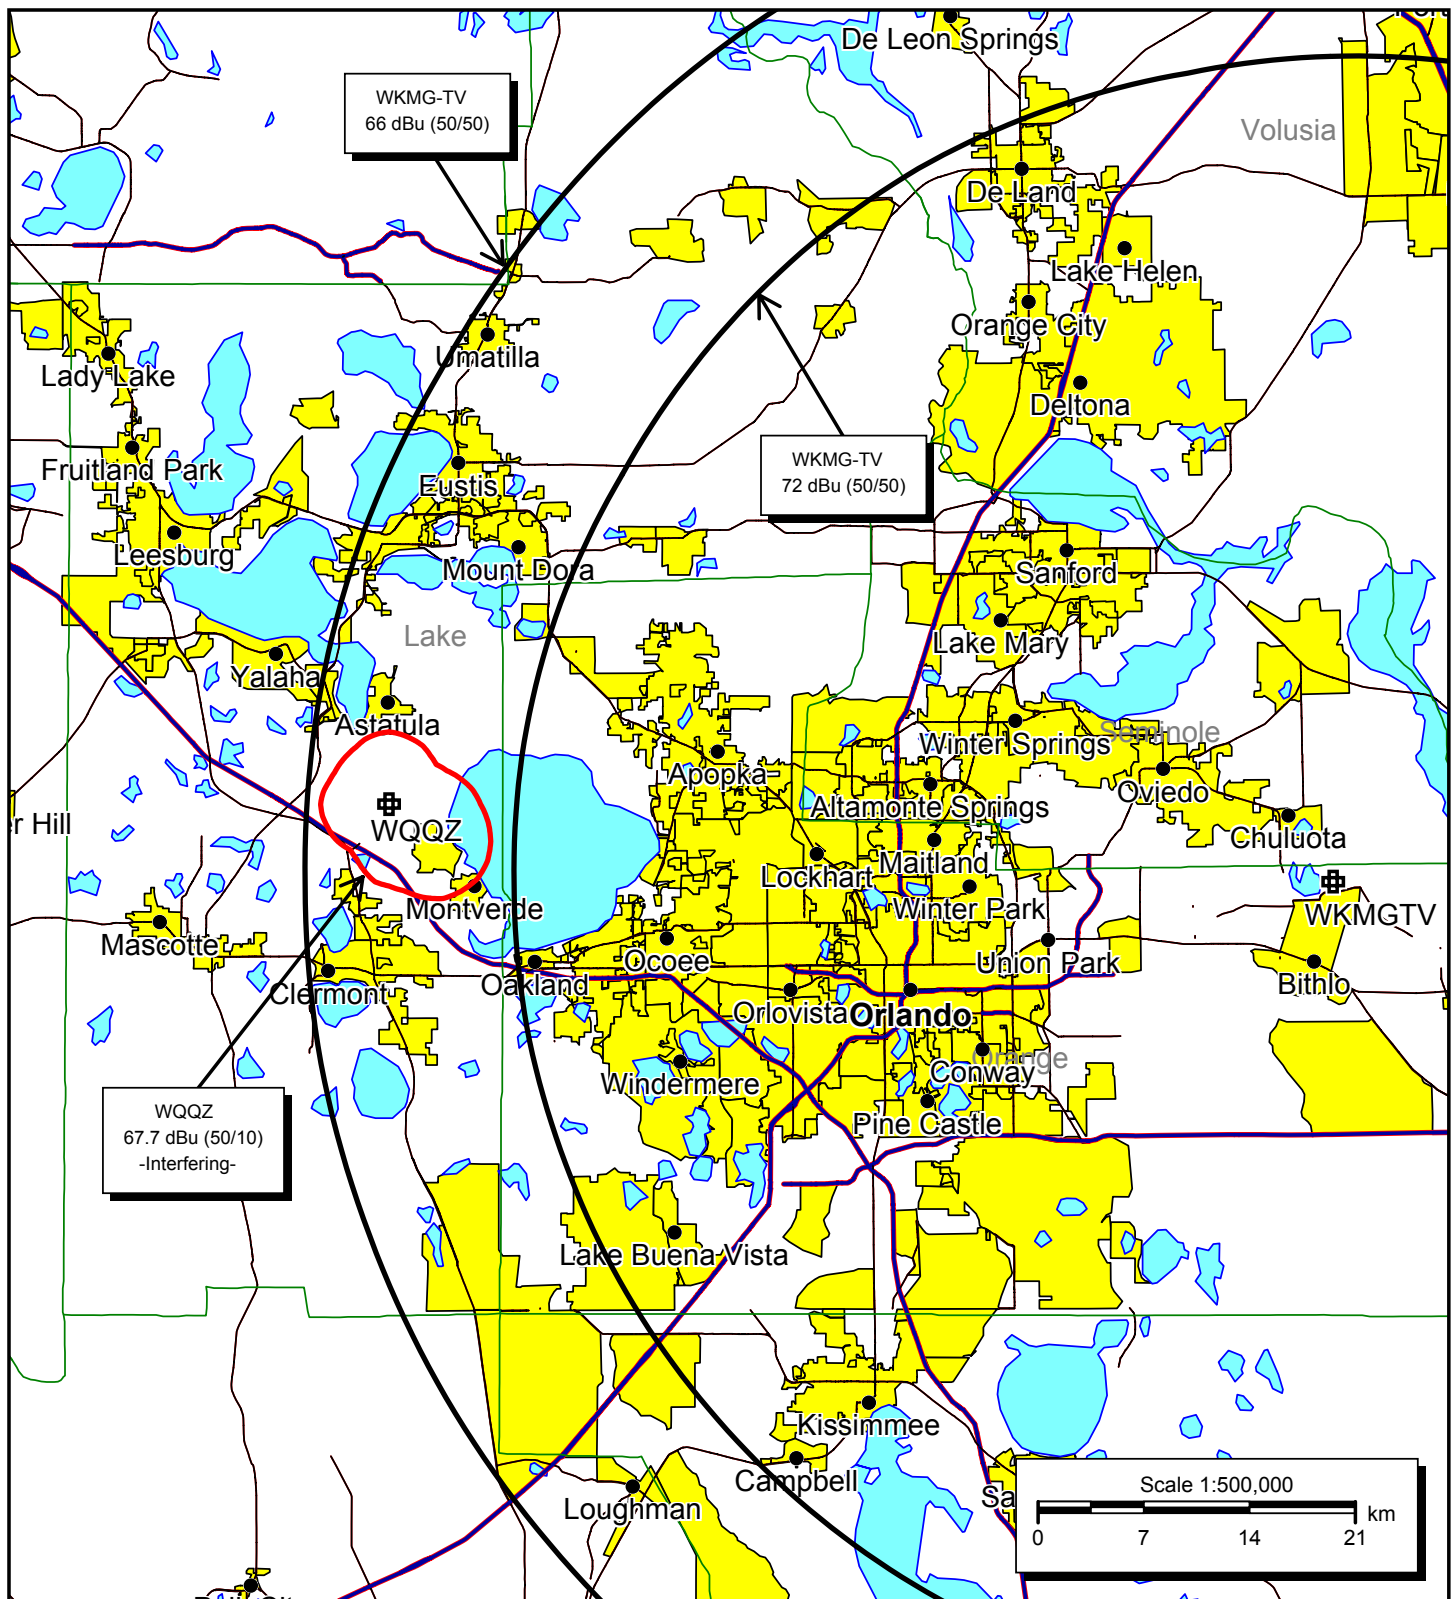 De Leon Springs
WKMG-TV
66 dBu (50/50)
Volusia
De Land
Lake Helen
Orange City
Umatilla
Lady Lake
Deltona
Fruitland Park
Eustis
WKMG-TV
72 dBu (50/50)
Leesburg
Mount Dora
Sanford
Lake
Lake Mary
Yalaha
Astatula
Winter Springs
Seminole
Apopka
Altamonte Springs
Oviedo
er Hill
WQQZ
Chuluota
Maitland
Lockhart
Montverde
Winter Park
WKMGTV
Mascotte
Ocoee
Union Park
Clermont
Oakland
Bithlo
Orlovista
Orlando
Orange
Conway
Windermere
Pine Castle
WQQZ
67.7 dBu (50/10)
-Interfering-
Lake Buena Vista
Kissimmee
Campbell
Loughman
Sa
Scale 1:500,000
km
0 7 14 21